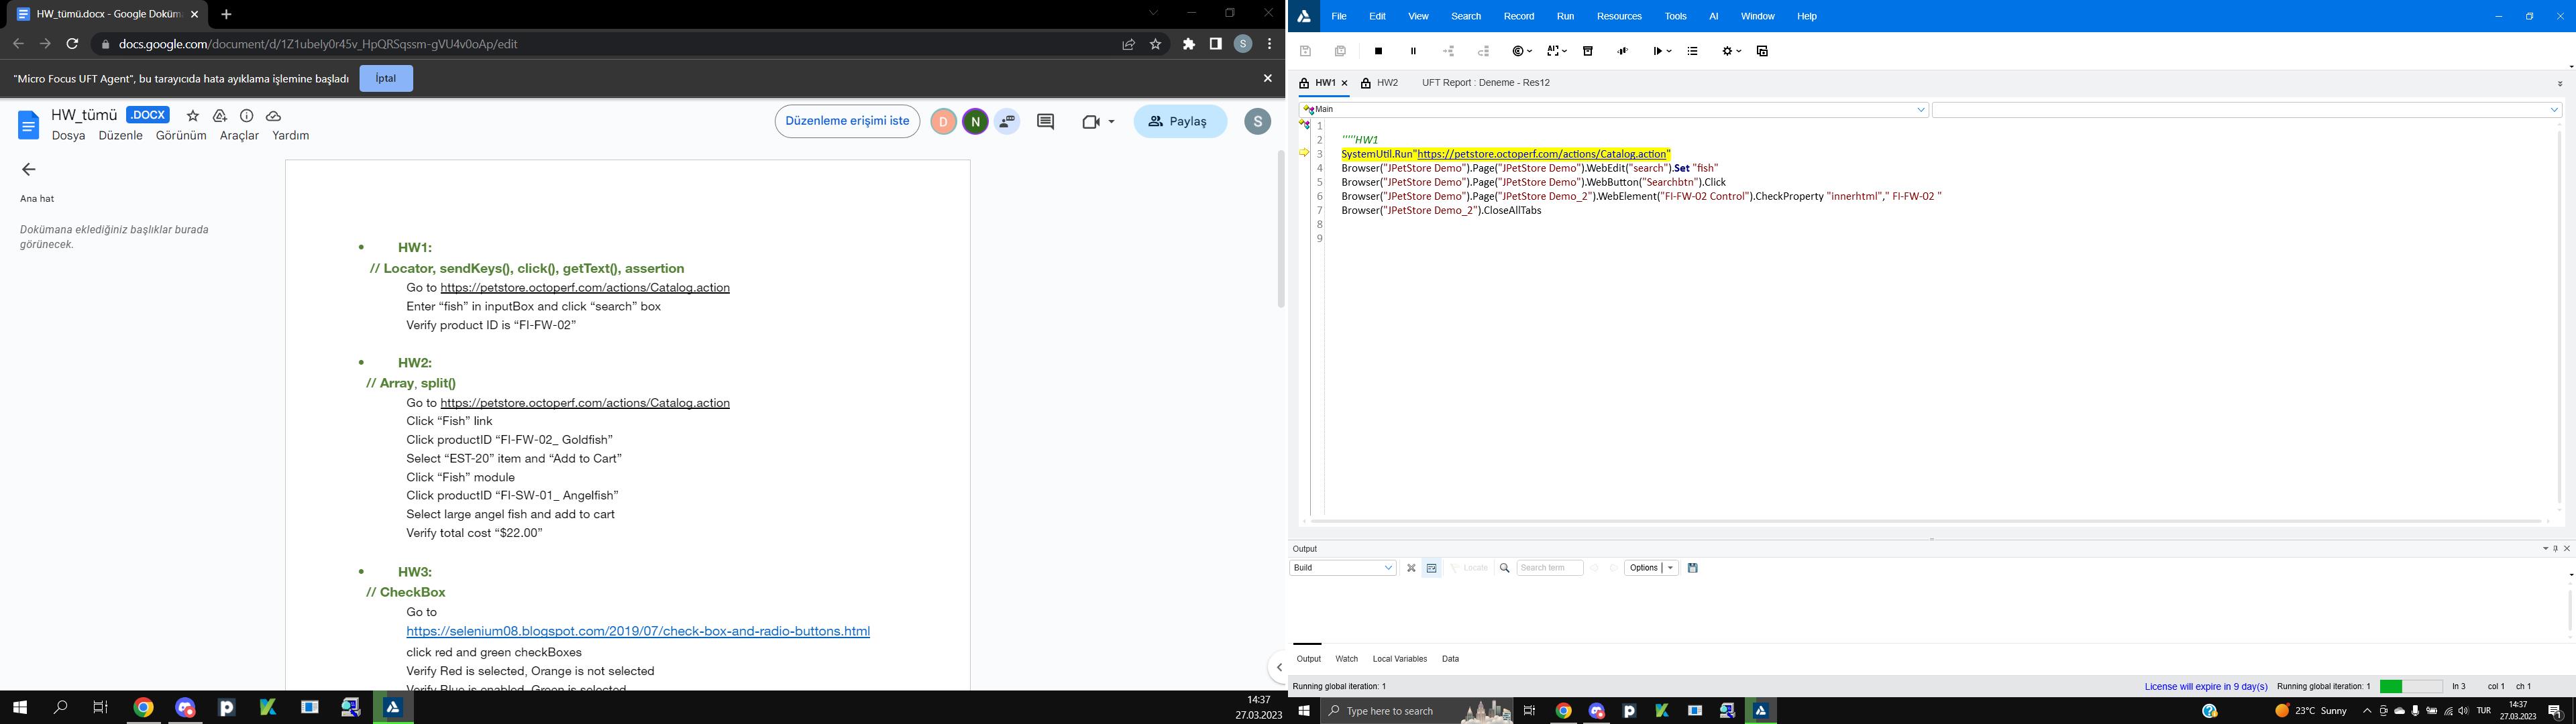 HW_tümü.docx - Google Doküm
docs.google.com/document/d/1Z1ubeIy0r45v_HpQRSqssm-gVU4v0oAp/edit
S
"Micro Focus UFT Agent", bu tarayıcıda hata ayıklama işlemine başladı
İptal
HW_tümü
.DOCX
Dosya Düzenle Görünüm Araçlar Yardım
Düzenleme erişimi iste
D
N
Paylaş
S
Ana hat
Dokümana eklediğiniz başlıklar burada
görünecek.
• HW1:
// Locator, sendKeys(), click(), getText(), assertion
Go to https://petstore.octoperf.com/actions/Catalog.action
Enter “fish” in inputBox and click “search” box
Verify product ID is “FI-FW-02”
• HW2:
// Array, split()
Go to https://petstore.octoperf.com/actions/Catalog.action
Click “Fish” link
Click productID “FI-FW-02_ Goldfish”
Select “EST-20” item and “Add to Cart”
Click “Fish” module
Click productID “FI-SW-01_ Angelfish”
Select large angel fish and add to cart
Verify total cost “$22.00”
• HW3:
// CheckBox
Go to
https://selenium08.blogspot.com/2019/07/check-box-and-radio-buttons.html
click red and green checkBoxes
Verify Red is selected, Orange is not selected
Verify Blue is enabled, Green is selected
14:37
27.03.2023
File Edit View Search Record Run Resources Tools AI Window Help
HW1
HW2
UFT Report : Deneme - Res12
Main
1
2 '''''HW1
3 SystemUtil.Run"https://petstore.octoperf.com/actions/Catalog.action"
4 Browser("JPetStore Demo").Page("JPetStore Demo").WebEdit("search").Set "fish"
5 Browser("JPetStore Demo").Page("JPetStore Demo").WebButton("Searchbtn").Click
6 Browser("JPetStore Demo").Page("JPetStore Demo_2").WebElement("FI-FW-02 Control").CheckProperty "innerhtml"," FI-FW-02 "
7 Browser("JPetStore Demo_2").CloseAllTabs
8
9
Output
Build
Locate
Search term
Options
Output Watch Local Variables Data
Running global iteration: 1
License will expire in 9 day(s)
Running global iteration: 1
ln 3 col 1 ch 1
Type here to search
23°C Sunny
TUR
14:37
27.03.2023